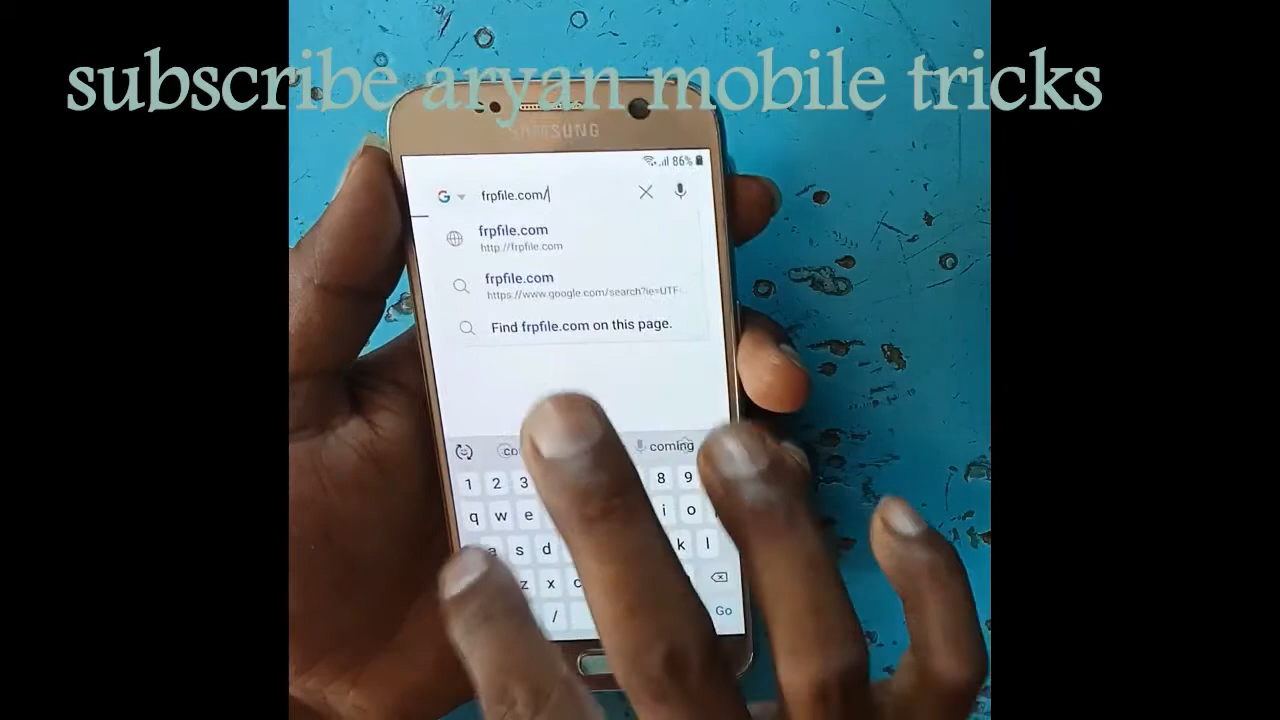 subscribe aryan mobile tricks
SAMSUNG
86%
frpfile.com/
frpfile.com
http://frpfile.com
frpfile.com
https://www.google.com/search?ie=UTF-
Find frpfile.com on this page.
coming
1 2 3 8 9
q w e i o
a s d k l
z x c
/ Go